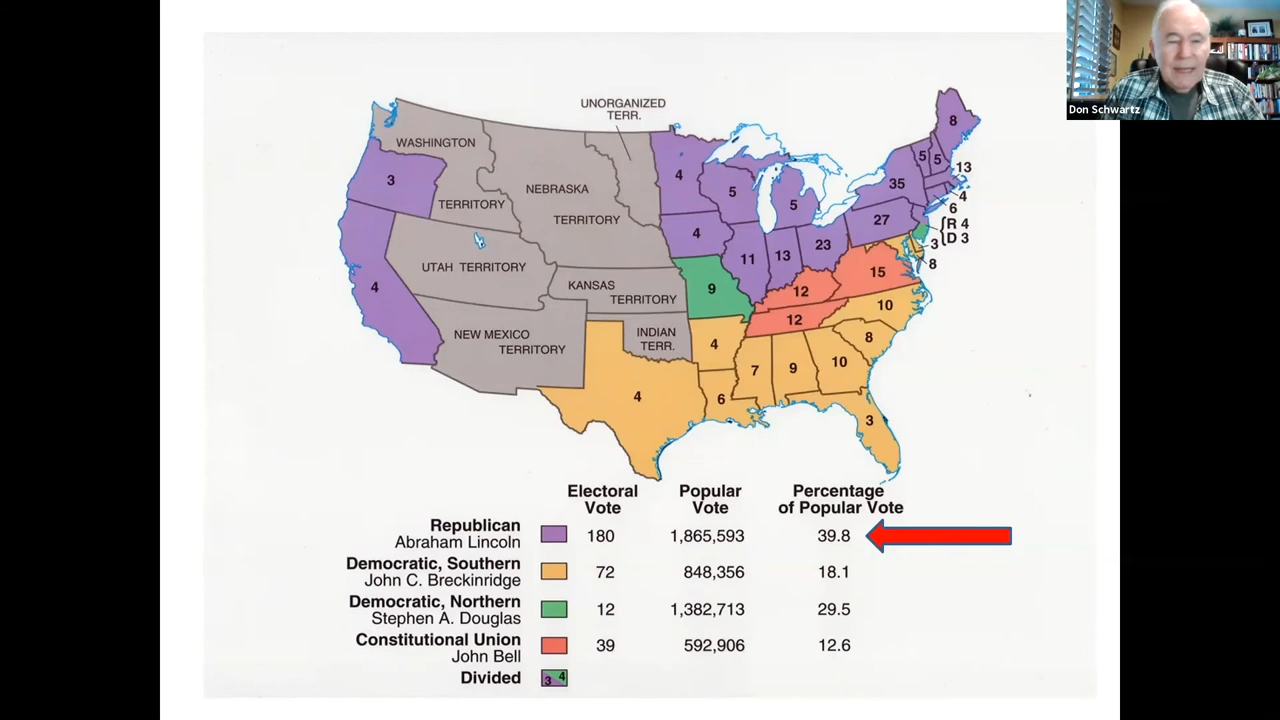 Don Schwartz
UNORGANIZED
TERR.
WASHINGTON
TERRITORY
NEBRASKA
TERRITORY
UTAH TERRITORY
KANSAS
TERRITORY
NEW MEXICO
TERRITORY
INDIAN
TERR.
3
4
4
5
5
4
11
13
23
27
35
5
5
8
13
4
6
R 4
D 3
3
8
9
12
12
15
10
8
10
9
7
4
6
4
3
Electoral Popular Percentage
Vote Vote of Popular Vote
Republican
Abraham Lincoln 180 1,865,593 39.8
Democratic, Southern
John C. Breckinridge 72 848,356 18.1
Democratic, Northern
Stephen A. Douglas 12 1,382,713 29.5
Constitutional Union
John Bell 39 592,906 12.6
Divided 3 4